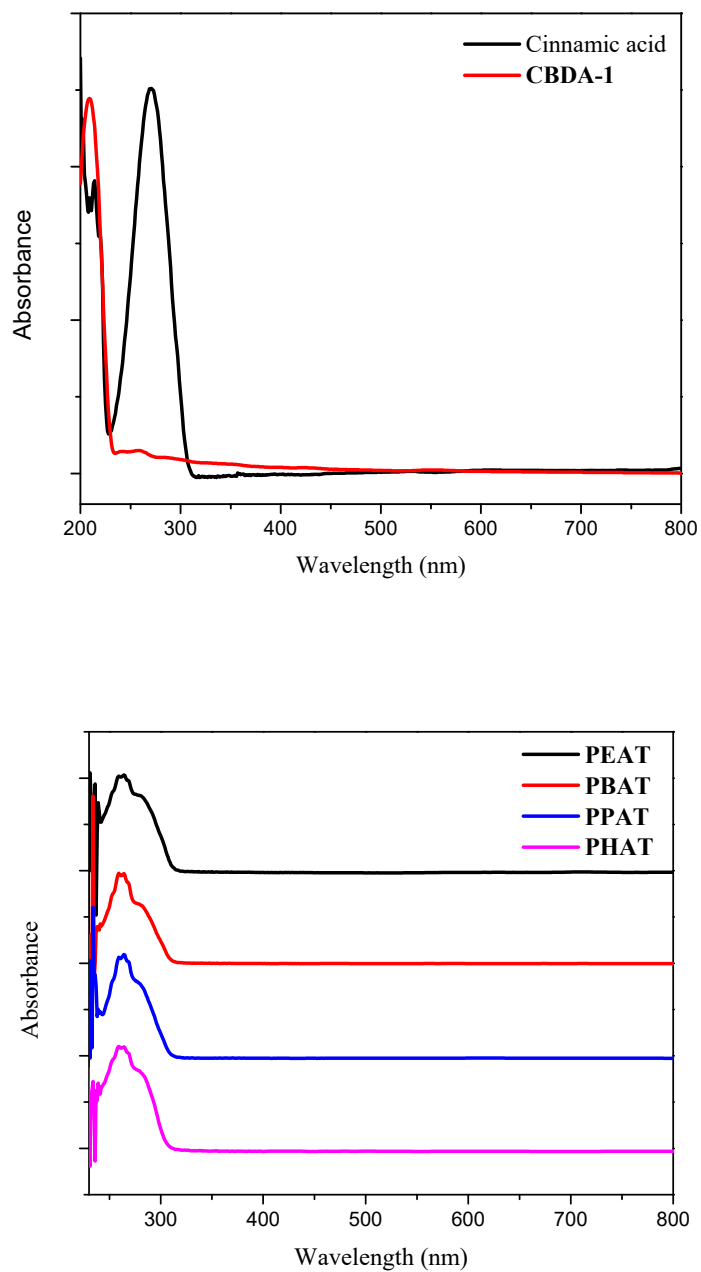 Cinnamic acid
CBDA-1
Absorbance
200 300 400 500 600 700 800
Wavelength (nm)
PEAT
PBAT
PPAT
PHAT
Absorbance
300 400 500 600 700 800
Wavelength (nm)